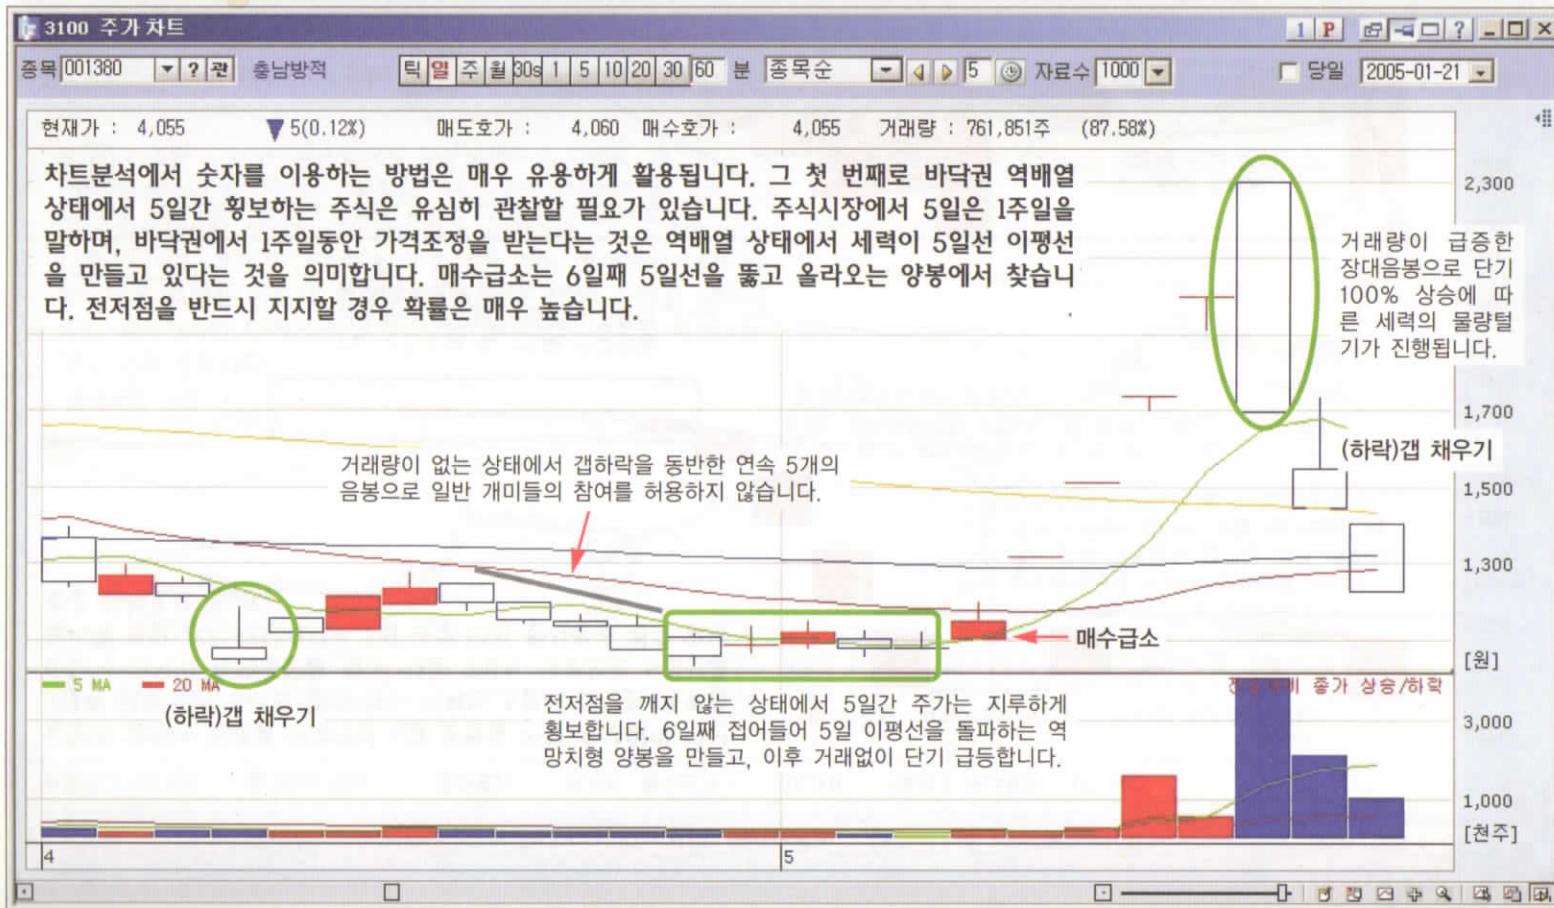 3100 주가 차트
1 P ?
종목 001380 ? 관 충남방적 틱 일 주 월 30s 1 5 10 20 30 60 분 종목순 5 자료수 1000 당일 2005-01-21
현재가 : 4,055 ▼ 5(0.12%) 매도호가 : 4,060 매수호가 : 4,055 거래량 : 761,851주 (87.58%)
차트분석에서 숫자를 이용하는 방법은 매우 유용하게 활용됩니다. 그 첫 번째로 바닥권 역배열
상태에서 5일간 횡보하는 주식은 유심히 관찰할 필요가 있습니다. 주식시장에서 5일은 1주일을
말하며, 바닥권에서 1주일동안 가격조정을 받는다는 것은 역배열 상태에서 세력이 5일선 이평선
을 만들고 있다는 것을 의미합니다. 매수급소는 6일째 5일선을 뚫고 올라오는 양봉에서 찾습니
다. 전저점을 반드시 지지할 경우 확률은 매우 높습니다.
2,300
거래량이 급증한
장대음봉으로 단기
100% 상승에 따
른 세력의 물량털
기가 진행됩니다.
1,700
(하락)갭 채우기
거래량이 없는 상태에서 갭하락을 동반한 연속 5개의
음봉으로 일반 개미들의 참여를 허용하지 않습니다.
1,500
1,300
매수급소
[원]
5 MA 20 MA
(하락)갭 채우기
종가 상승/하락
전저점을 깨지 않는 상태에서 5일간 주가는 지루하게
횡보합니다. 6일째 접어들어 5일 이평선을 돌파하는 역
망치형 양봉을 만들고, 이후 거래없이 단기 급등합니다.
3,000
1,000
[천주]
4 5